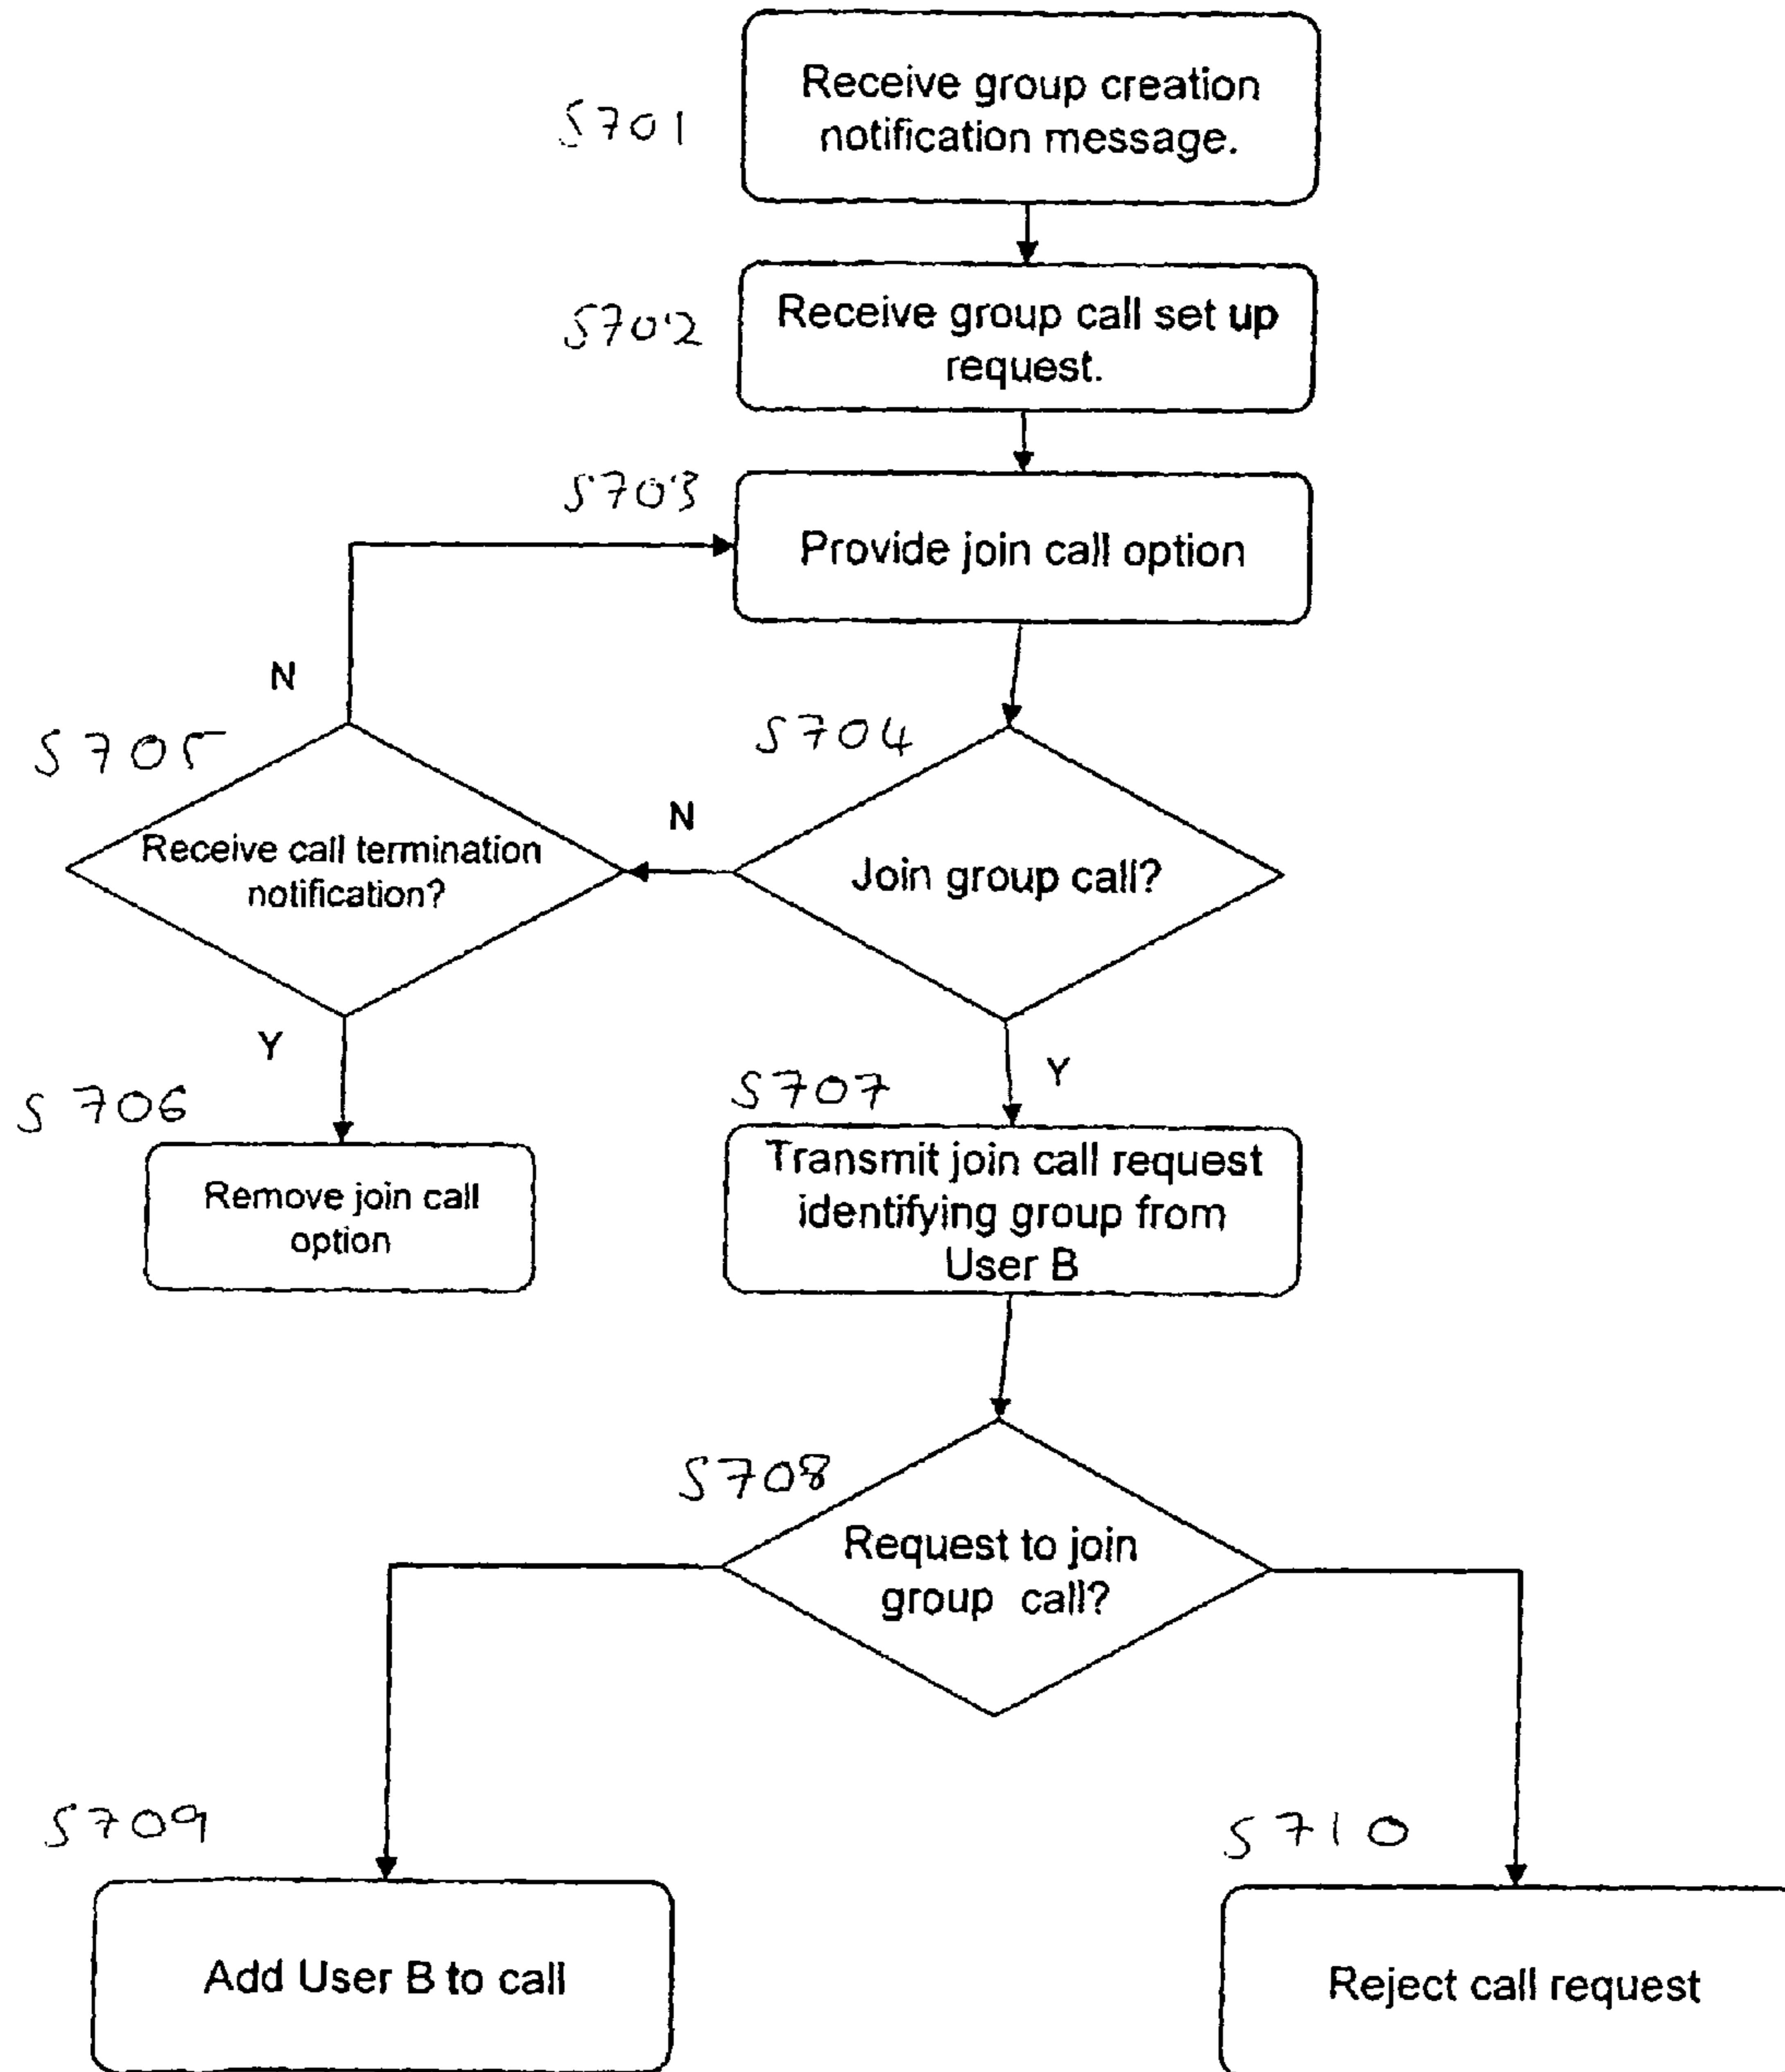 S701
Receive group creation
notification message.
S702
Receive group call set up
request.
S703
Provide join call option
N
S705
S704
Receive call termination
notification?
N
Join group call?
Y
Y
S706
S707
Remove join call
option
Transmit join call request
identifying group from
User B
S708
Request to join
group call?
S709
S710
Add User B to call
Reject call request